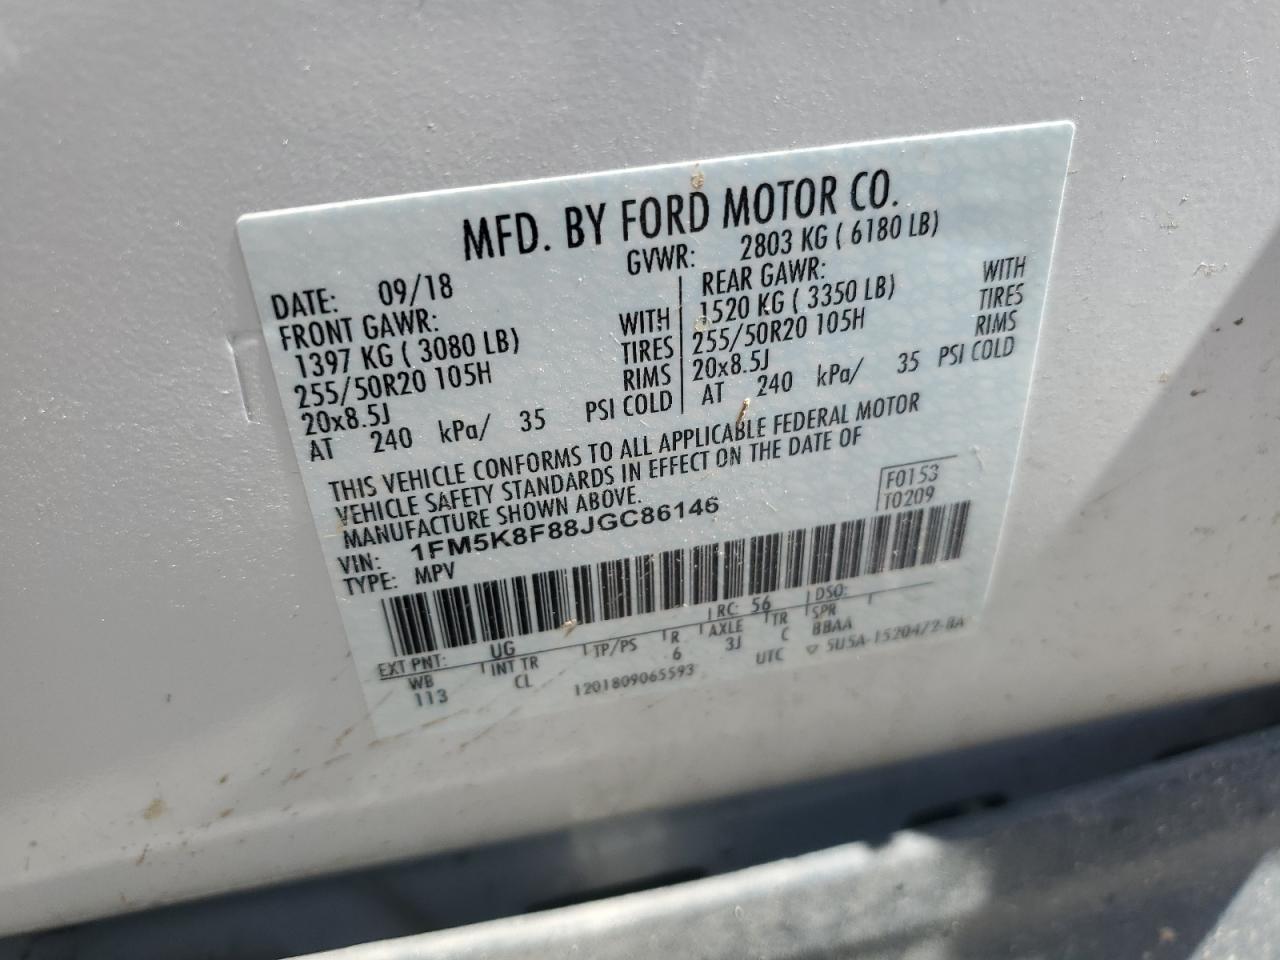 MFD. BY FORD MOTOR CO.
DATE: 09/18 GVWR: 2803 KG ( 6180 LB)
FRONT GAWR: REAR GAWR:
1397 KG ( 3080 LB) WITH 1520 KG ( 3350 LB) WITH
255/50R20 105H TIRES 255/50R20 105H TIRES
20x8.5J RIMS 20x8.5J RIMS
AT 240 kPa/ 35 PSI COLD AT 240 kPa/ 35 PSI COLD
THIS VEHICLE CONFORMS TO ALL APPLICABLE FEDERAL MOTOR
VEHICLE SAFETY STANDARDS IN EFFECT ON THE DATE OF
MANUFACTURE SHOWN ABOVE.
F0153
T0209
VIN: 1FM5K8F88JGC86146
TYPE: MPV
EXT PNT: UG RC: 56 DSO:
WB INT TR TP/PS R AXLE TR SPR
113 CL 6 3J C BBAA
1201809065593 UTC ▽ 5U5A-15204/2-BA